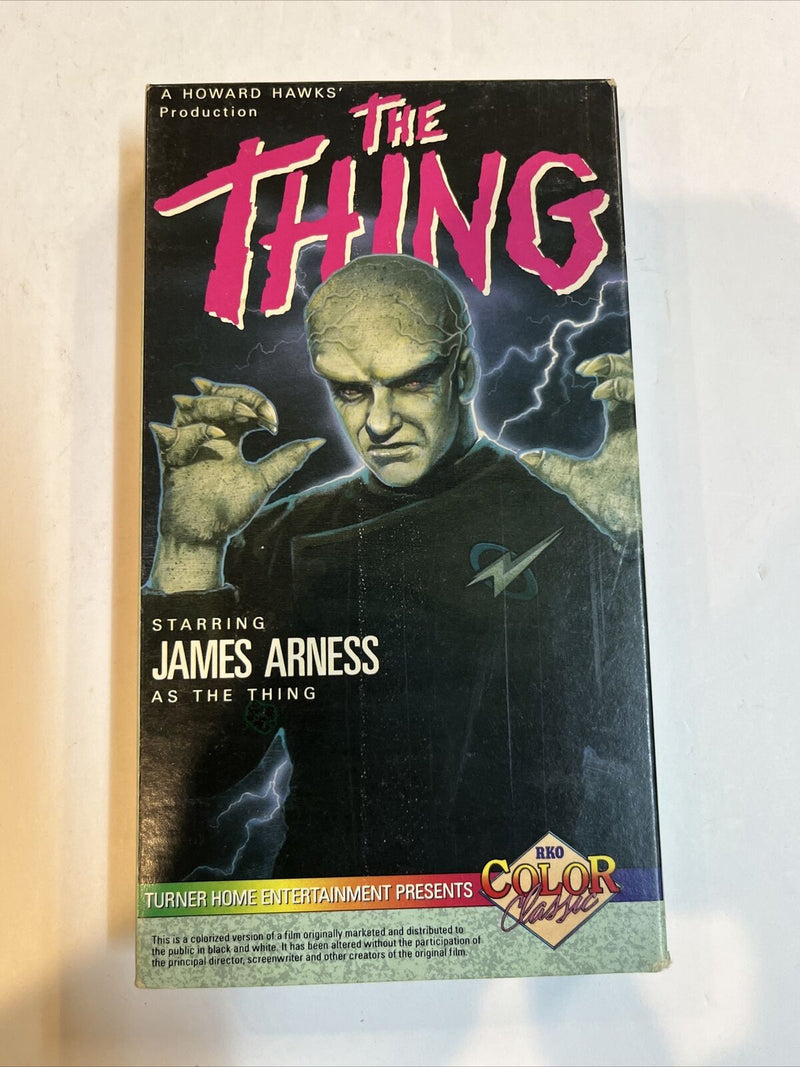 A HOWARD HAWKS'
Production
THE
THING
STARRING
JAMES ARNESS
AS THE THING
TURNER HOME ENTERTAINMENT PRESENTS
RKO
COLOR
Classic
This is a colorized version of a film originally marketed and distributed to
the public in black and white. It has been altered without the participation of
the principal director, screenwriter and other creators of the original film.